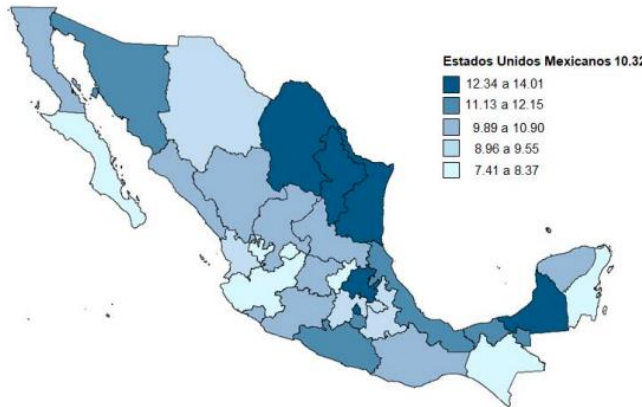 Estados Unidos Mexicanos 10.32
12.34 a 14.01
11.13 a 12.15
9.89 a 10.90
8.96 a 9.55
7.41 a 8.37